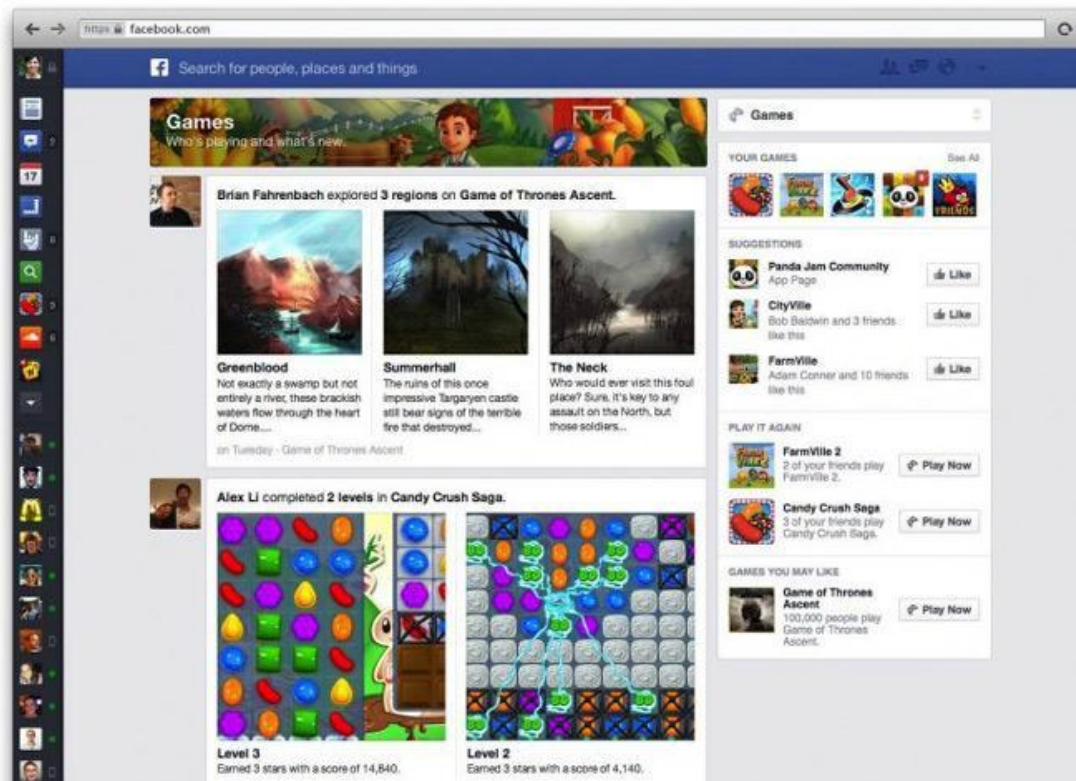 https facebook.com
Search for people, places and things
17
Games
Who's playing and what's new.
Brian Fahrenbach explored 3 regions on Game of Thrones Ascent.
Greenblood
Not exactly a swamp but not
entirely a river, these brackish
waters flow through the heart
of Dorne....
Summerhall
The ruins of this once
impressive Targaryen castle
still bear signs of the terrible
fire that destroyed...
The Neck
Who would ever visit this foul
place? Sure, it's key to any
assault on the North, but
those soldiers...
on Tuesday · Game of Thrones Ascent
Alex Li completed 2 levels in Candy Crush Saga.
Level 3
Earned 3 stars with a score of 14,840.
Level 2
Earned 3 stars with a score of 4,140.
Games
YOUR GAMES See All
FRIENDS
SUGGESTIONS
Panda Jam Community
App Page
Like
CityVille
Bob Baldwin and 3 friends
like this
Like
FarmVille
Adam Conner and 10 friends
like this
Like
PLAY IT AGAIN
FarmVille 2
2 of your friends play
FarmVille 2.
Play Now
Candy Crush Saga
3 of your friends play
Candy Crush Saga.
Play Now
GAMES YOU MAY LIKE
Game of Thrones
Ascent
100,000 people play
Game of Thrones
Ascent.
Play Now